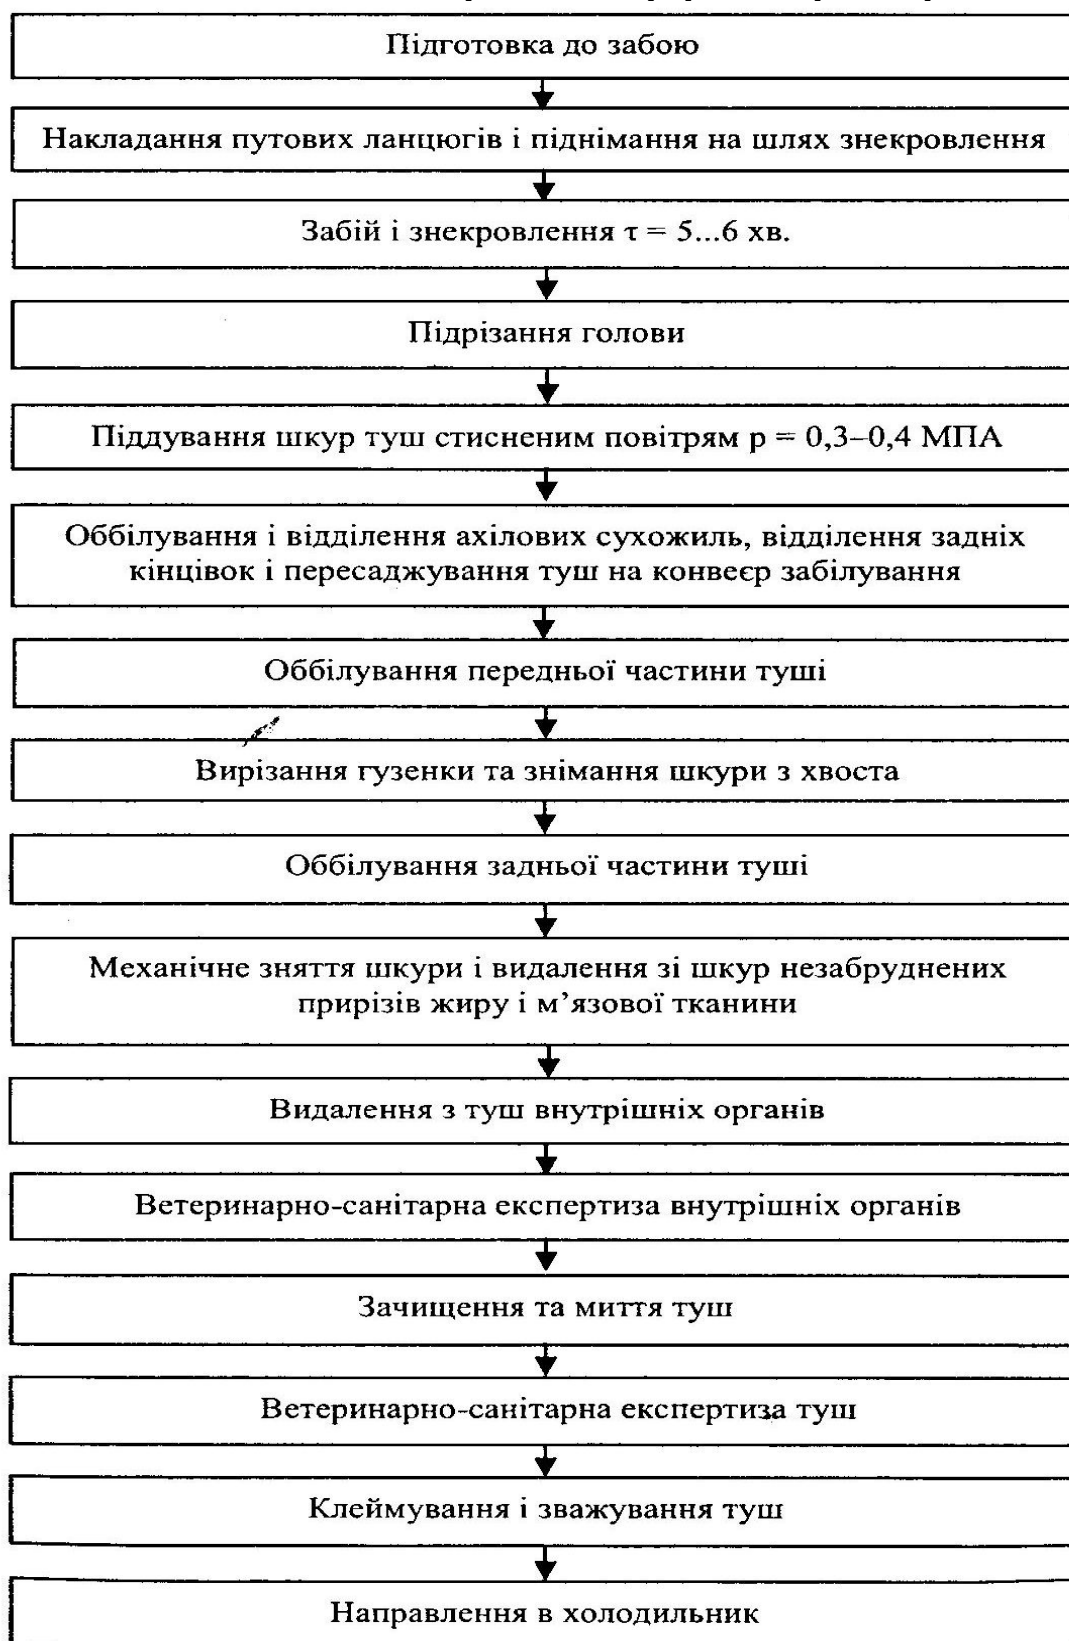 Підготовка до забою
Накладання путових ланцюгів і піднімання на шлях знекровлення
Забій і знекровлення τ = 5...6 хв.
Підрізання голови
Піддування шкур туш стисненим повітрям р = 0,3–0,4 МПА
Оббілування і відділення ахілових сухожиль, відділення задніх
кінцівок і пересаджування туш на конвеєр забілування
Оббілування передньої частини туші
Вирізання гузенки та знімання шкури з хвоста
Оббілування задньої частини туші
Механічне зняття шкури і видалення зі шкур незабруднених
прирізів жиру і м’язової тканини
Видалення з туш внутрішніх органів
Ветеринарно-санітарна експертиза внутрішніх органів
Зачищення та миття туш
Ветеринарно-санітарна експертиза туш
Клеймування і зважування туш
Направлення в холодильник